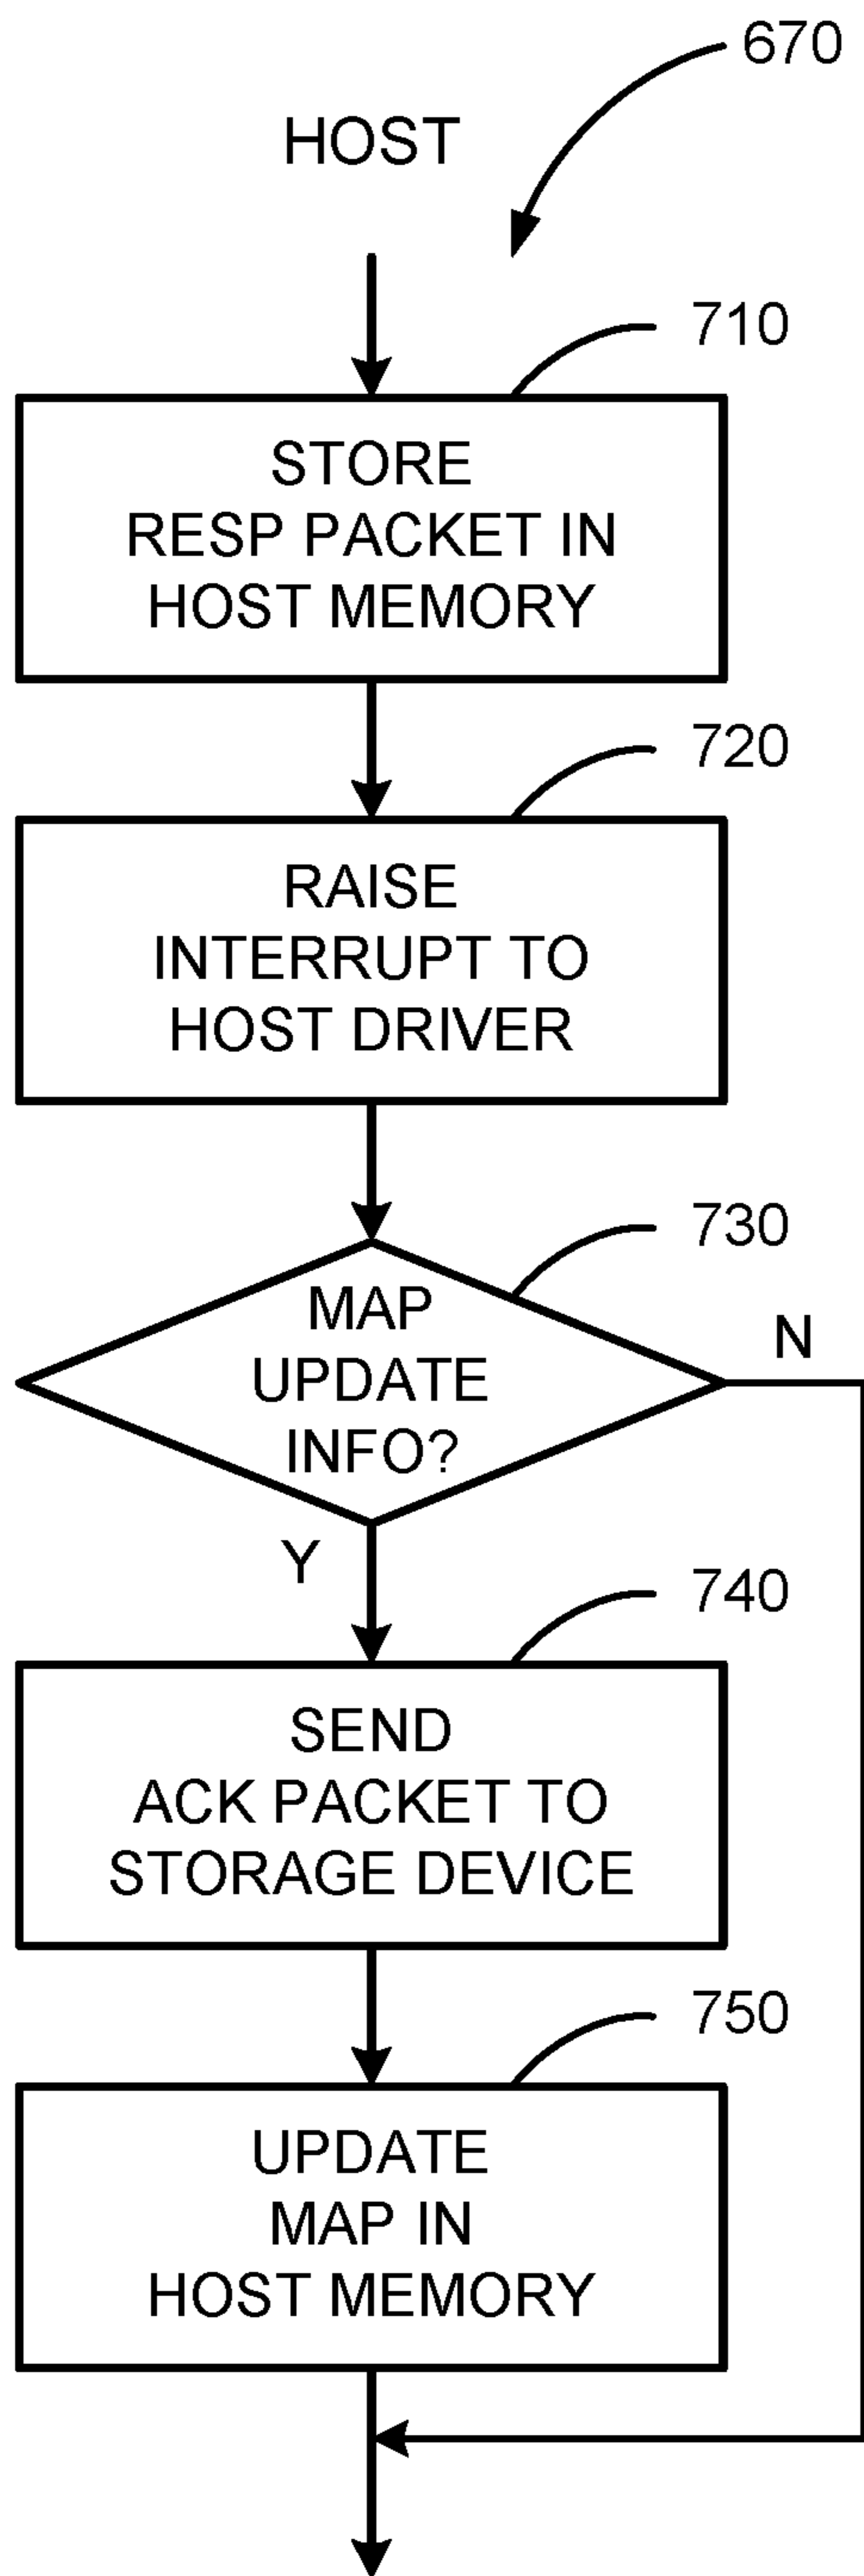 670
HOST
710
STORE
RESP PACKET IN
HOST MEMORY
720
RAISE
INTERRUPT TO
HOST DRIVER
730
MAP
UPDATE
INFO?
N
Y
740
SEND
ACK PACKET TO
STORAGE DEVICE
750
UPDATE
MAP IN
HOST MEMORY